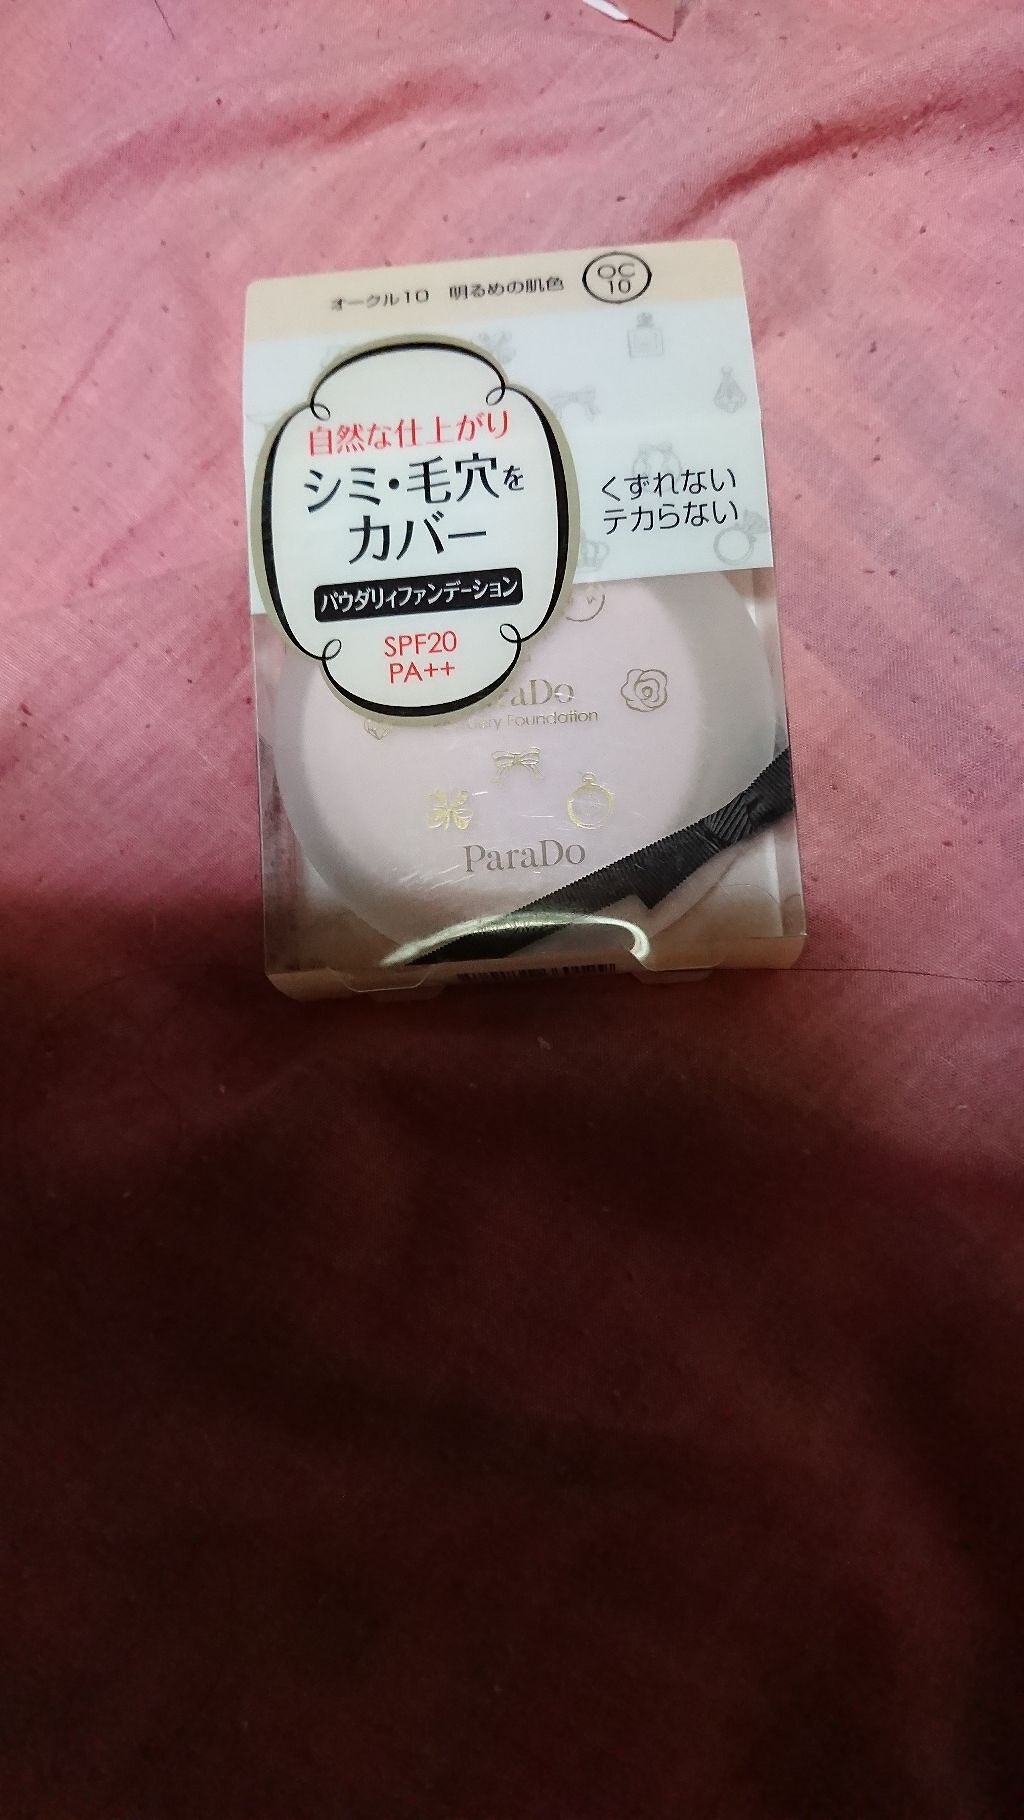 オークル10 明るめの肌色
OC
10
自然な仕上がり
シミ・毛穴を
カバー
パウダリィファンデーション
SPF20
PA++
くずれない
テカらない
Foundation
ParaDo